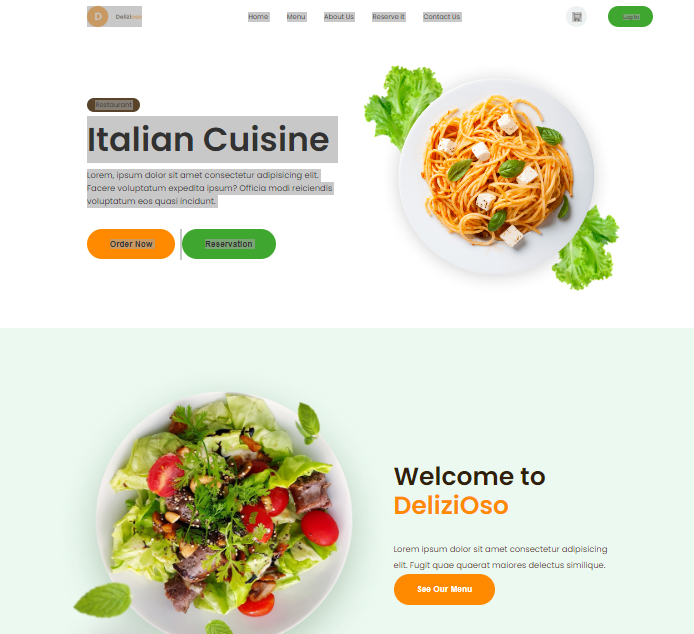 D
DeliziOso
Home
Menu
About Us
Reserve it
Contact Us
Log In
Restaurant
Italian Cuisine
Lorem, ipsum dolor sit amet consectetur adipisicing elit.
Facere voluptatum expedita ipsum? Officia modi reiciendis
voluptatum eos quasi incidunt.
Order Now
Reservation
Welcome to
DeliziOso
Lorem ipsum dolor sit amet consectetur adipisicing
elit. Fugit quae quaerat maiores delectus similique.
See Our Menu